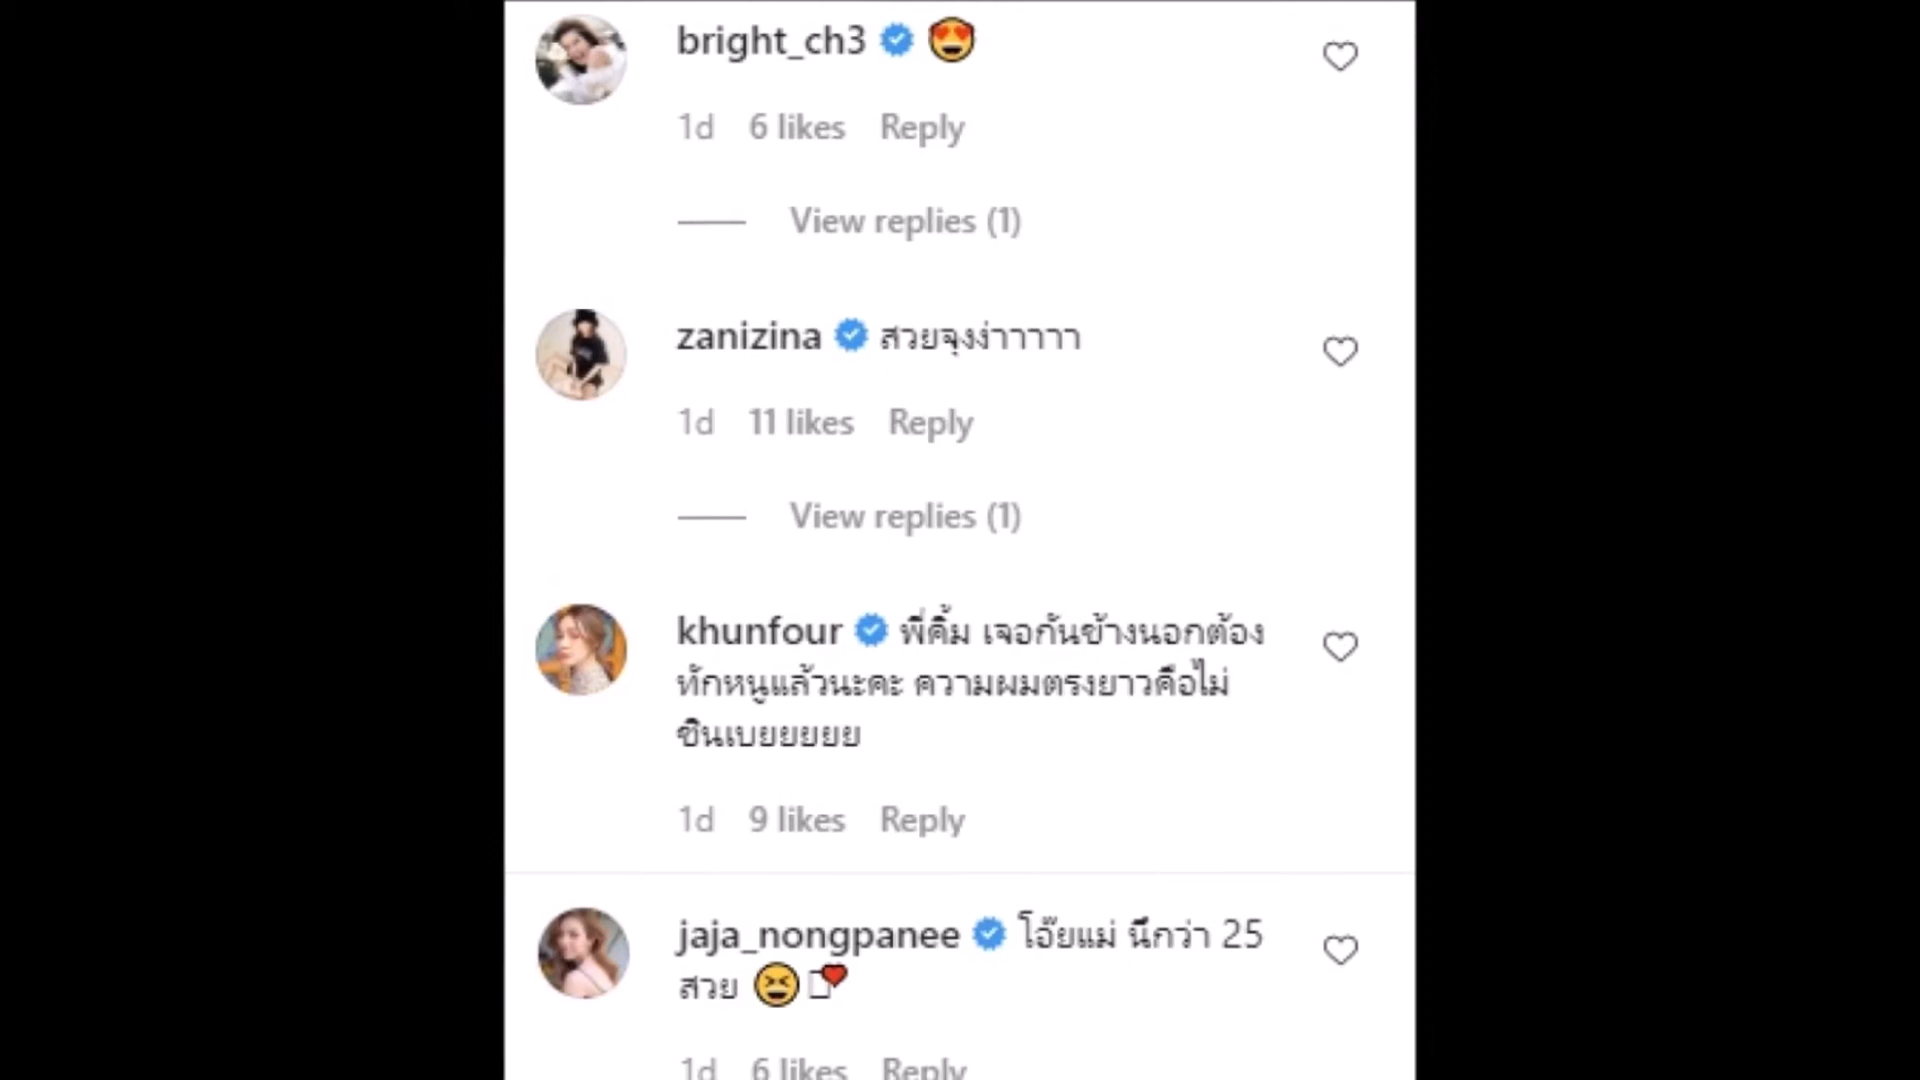 bright_ch3 😍
1d 6 likes Reply
View replies (1)
zanizina สวยจุงง่าาาาา
1d 11 likes Reply
View replies (1)
khunfour พี่คิ้ม เจอกันข้างนอกต้อง
ทักหนูแล้วนะคะ ความผมตรงยาวคือไม่
ชินเบยยยยย
1d 9 likes Reply
jaja_nongpanee โอ๊ยแม่ นึกว่า 25
สวย 😆
1d 6 likes Reply